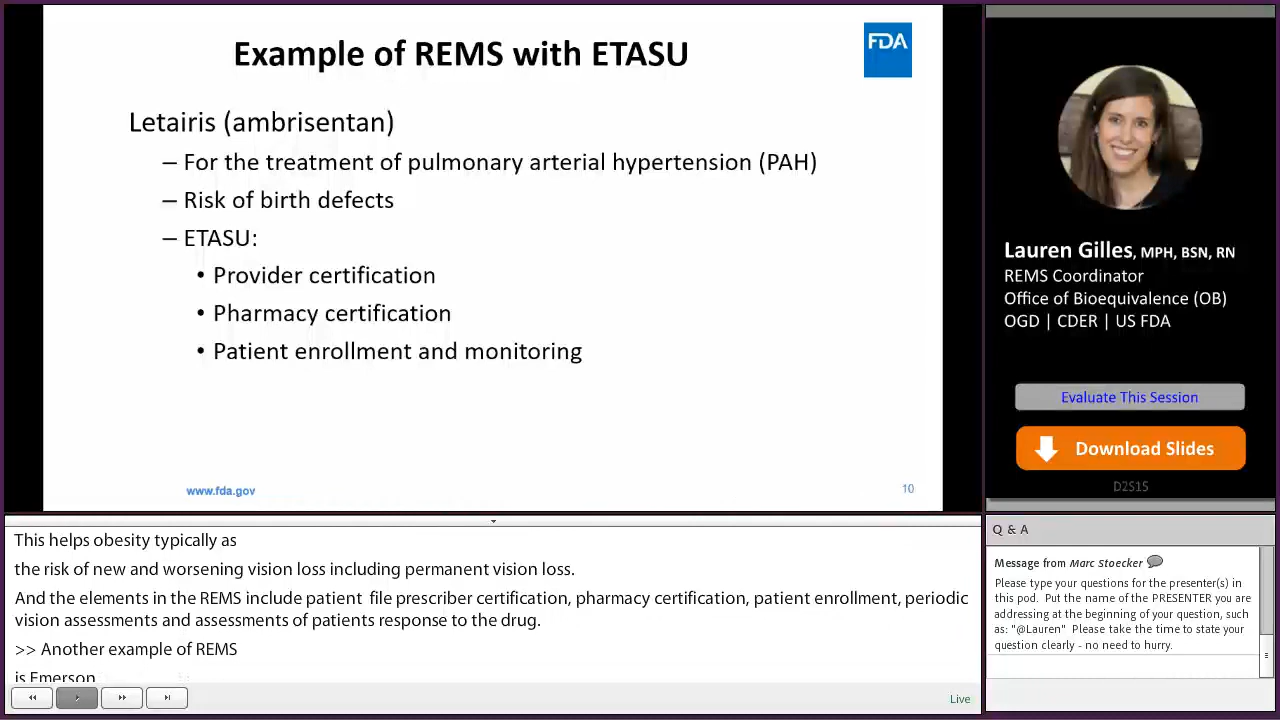 Example of REMS with ETASU
FDA
Letairis (ambrisentan)
– For the treatment of pulmonary arterial hypertension (PAH)
– Risk of birth defects
– ETASU:
• Provider certification
• Pharmacy certification
• Patient enrollment and monitoring
www.fda.gov
10
Lauren Gilles, MPH, BSN, RN
REMS Coordinator
Office of Bioequivalence (OB)
OGD | CDER | US FDA
Evaluate This Session
Download Slides
D2S15
This helps obesity typically as
the risk of new and worsening vision loss including permanent vision loss.
And the elements in the REMS include patient file prescriber certification, pharmacy certification, patient enrollment, periodic
vision assessments and assessments of patients response to the drug.
>> Another example of REMS
is Emerson
Live
Q & A
Message from Marc Stoecker
Please type your questions for the presenter(s) in
this pod. Put the name of the PRESENTER you are
addressing at the beginning of your question, such
as: "@Lauren" Please take the time to state your
question clearly - no need to hurry.